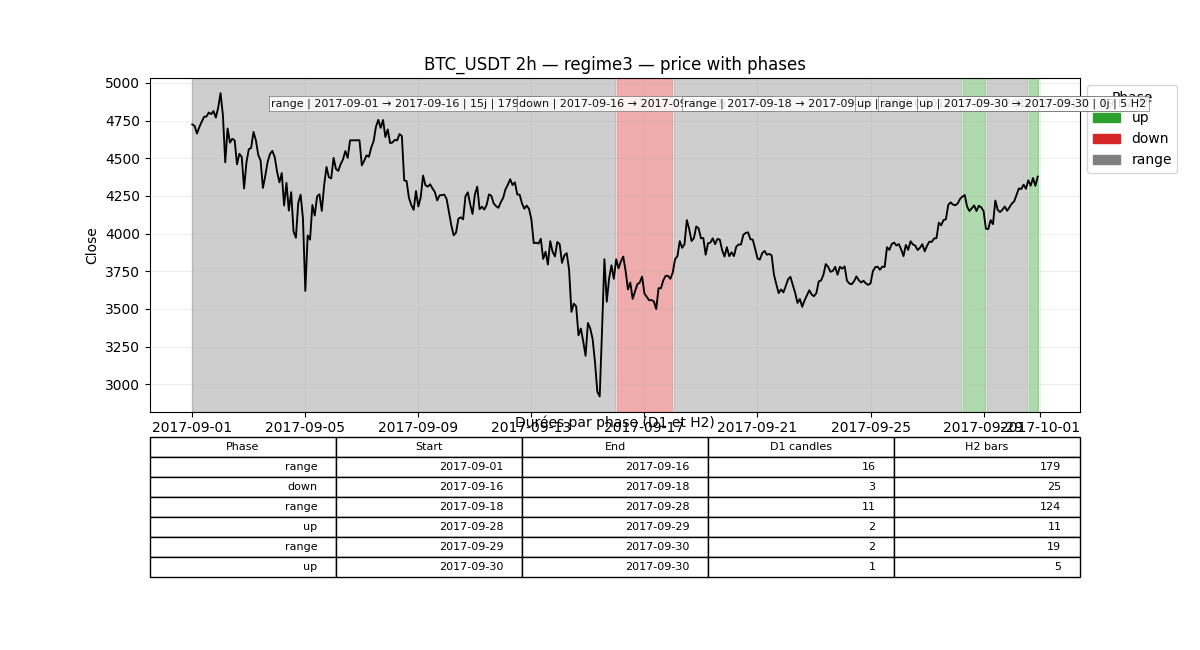 BTC_USDT 2h — regime3 — price with phases
5000
4750
4500
4250
4000
3750
3500
3250
3000
Close
range | 2017-09-01 → 2017-09-16 | 15j | 179
down | 2017-09-16 → 2017-09
range | 2017-09-18 → 2017-09
up |
range
up | 2017-09-30 → 2017-09-30 | 0j | 5 H2
Phase
up
down
range
2017-09-01 2017-09-05 2017-09-09 2017-09-13 2017-09-17 2017-09-21 2017-09-25 2017-09-29 2017-10-01
Durées par phase (D1 et H2)
Phase Start End D1 candles H2 bars
range 2017-09-01 2017-09-16 16 179
down 2017-09-16 2017-09-18 3 25
range 2017-09-18 2017-09-28 11 124
up 2017-09-28 2017-09-29 2 11
range 2017-09-29 2017-09-30 2 19
up 2017-09-30 2017-09-30 1 5